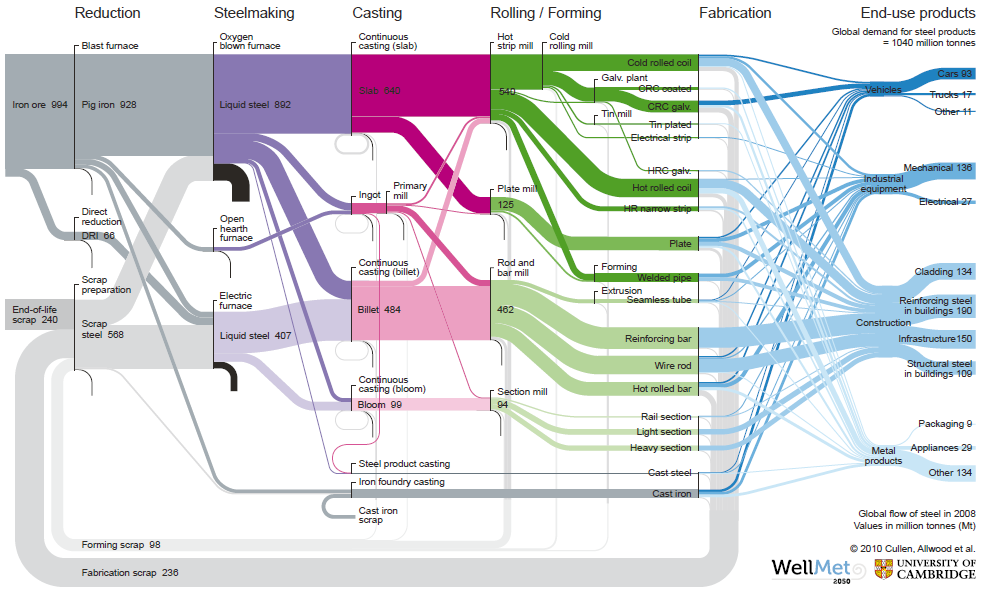 Reduction
Steelmaking
Casting
Rolling / Forming
Fabrication
End-use products
Global demand for steel products
= 1040 million tonnes
Blast furnace
Oxygen
blown furnace
Continuous
casting (slab)
Hot
strip mill
Cold
rolling mill
Cold rolled coil
Galv. plant
CRC coated
CRC galv.
Tin mill
Tin plated
Electrical strip
Iron ore 994
Pig iron 928
Liquid steel 892
Slab 640
540
Cars 93
Vehicles
Trucks 17
Other 11
HRC galv.
Hot rolled coil
HR narrow strip
Mechanical 136
Industrial
equipment
Electrical 27
Ingot
Primary
mill
Plate mill
125
Plate
Direct
reduction
DRI 66
Open
hearth
furnace
Continuous
casting (billet)
Rod and
bar mill
Forming
Welded pipe
Extrusion
Seamless tube
Cladding 134
Scrap
preparation
Electric
furnace
End-of-life
scrap 240
Scrap
steel 568
Liquid steel 407
Billet 484
462
Reinforcing bar
Wire rod
Hot rolled bar
Reinforcing steel
in buildings 190
Construction
Infrastructure150
Structural steel
in buildings 109
Continuous
casting (bloom)
Bloom 99
Section mill
94
Rail section
Light section
Heavy section
Packaging 9
Appliances 29
Metal
products
Other 134
Steel product casting
Cast steel
Iron foundry casting
Cast iron
Cast iron
scrap
Forming scrap 98
Fabrication scrap 236
Global flow of steel in 2008
Values in million tonnes (Mt)
© 2010 Cullen, Allwood et al.
WellMet
2050
UNIVERSITY OF
CAMBRIDGE